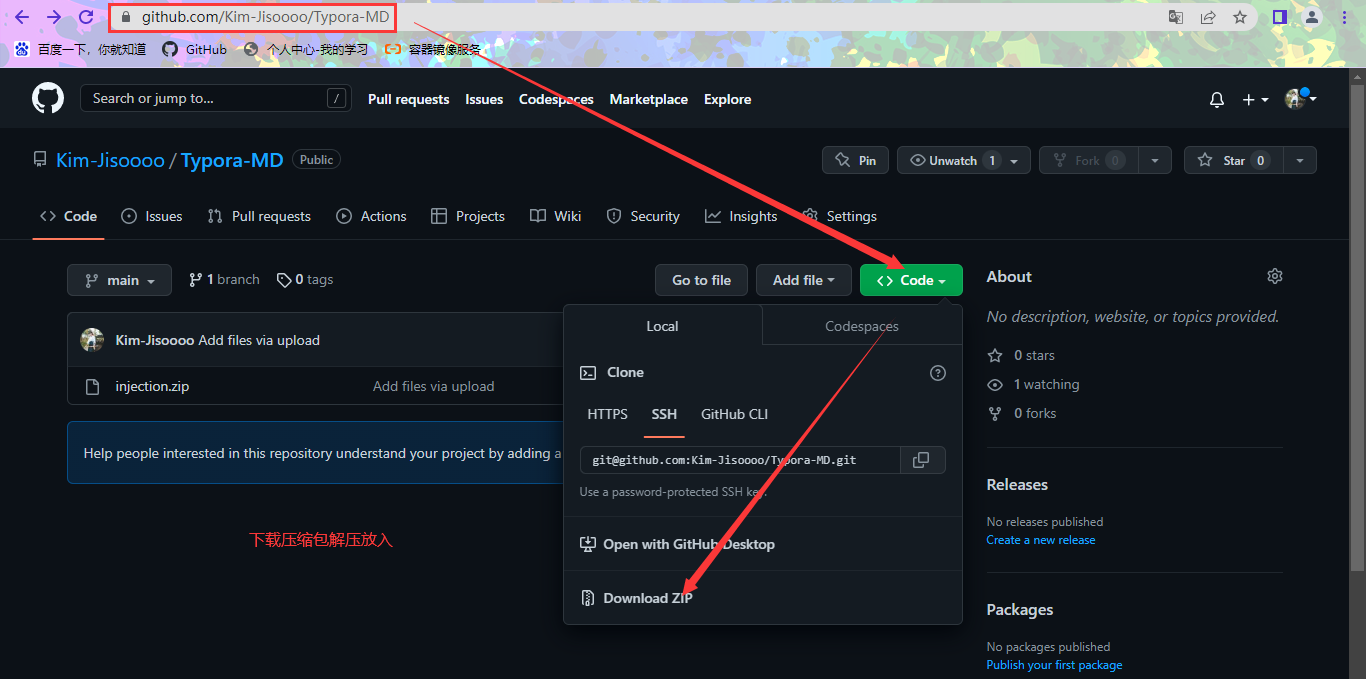 github.com/Kim-Jisoooo/Typora-MD
百度一下，你就知道 GitHub 个人中心-我的学习 容器镜像服务
Search or jump to... / Pull requests Issues Codespaces Marketplace Explore
Kim-Jisoooo / Typora-MD Public Pin Unwatch 1 Fork 0 Star 0
Code Issues Pull requests Actions Projects Wiki Security Insights Settings
main 1 branch 0 tags Go to file Add file Code
About
No description, website, or topics provided.
0 stars
1 watching
0 forks
Kim-Jisoooo Add files via upload
injection.zip Add files via upload
Help people interested in this repository understand your project by adding a
下载压缩包解压放入
Local Codespaces
Clone
HTTPS SSH GitHub CLI
git@github.com:Kim-Jisoooo/Typora-MD.git
Use a password-protected SSH key.
Open with GitHub Desktop
Download ZIP
Releases
No releases published
Create a new release
Packages
No packages published
Publish your first package